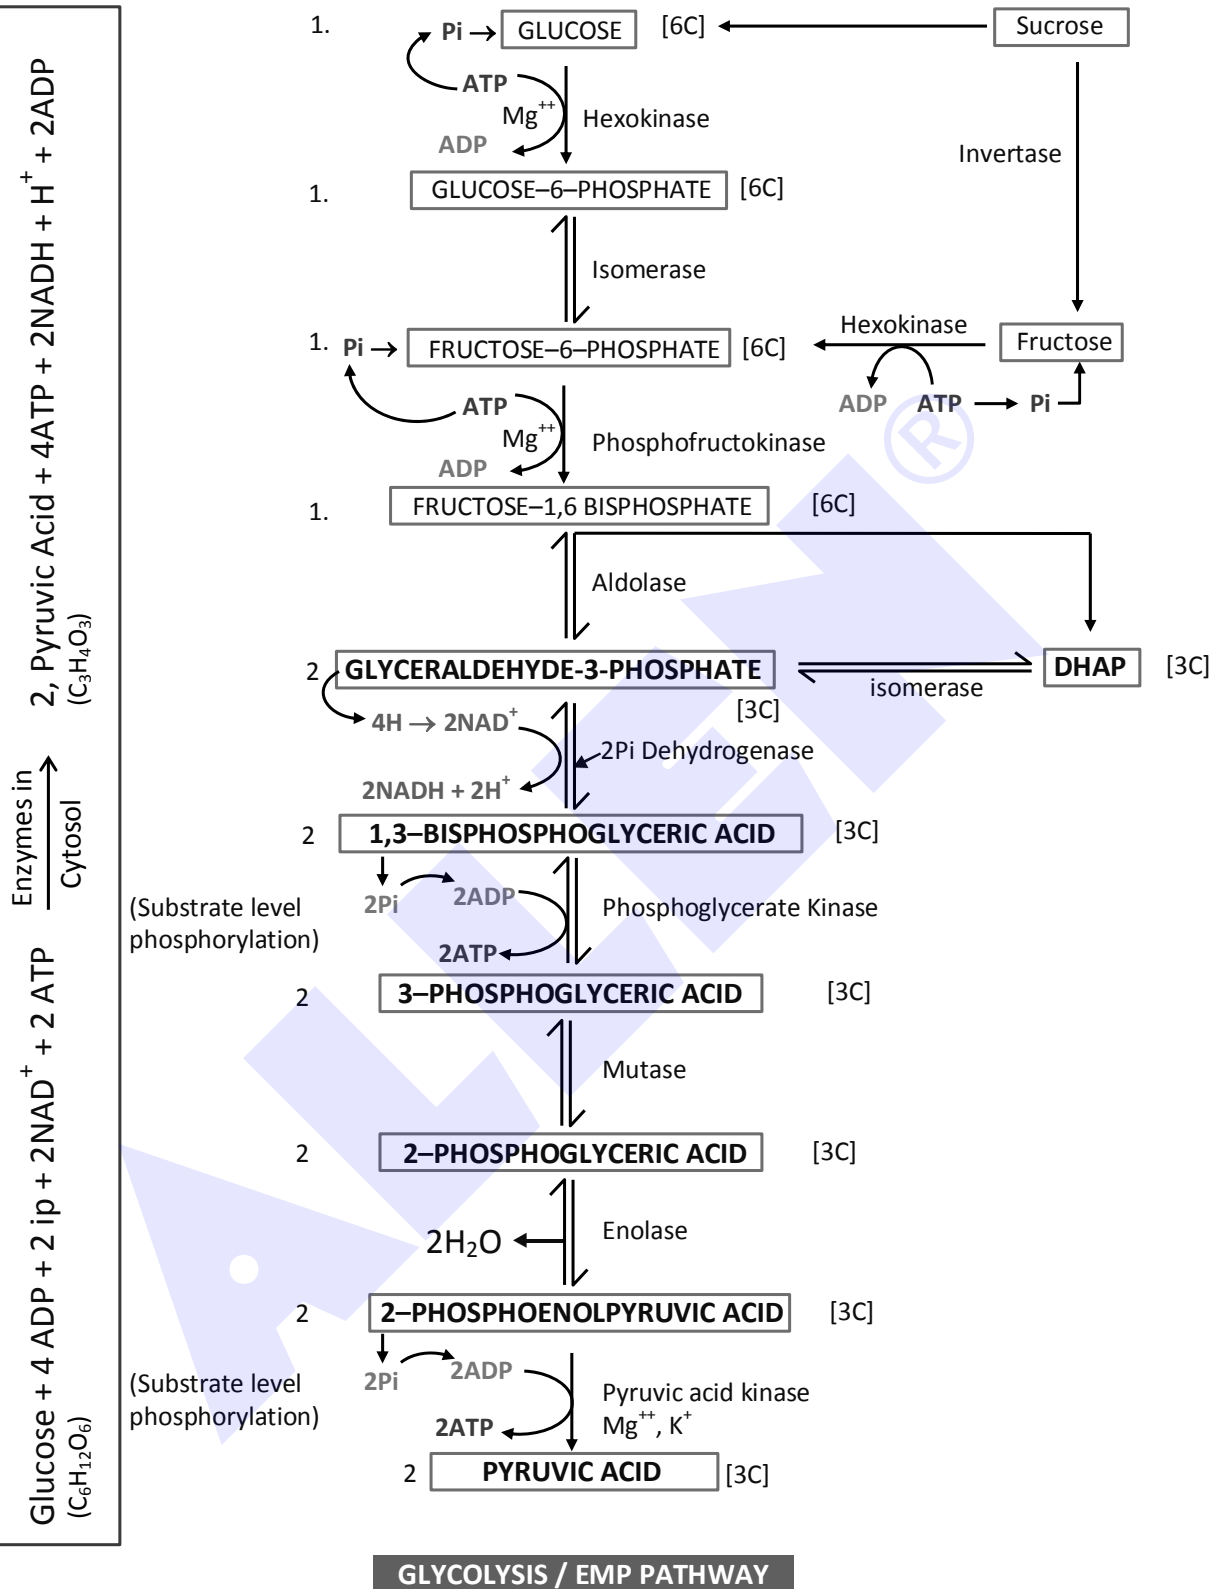 1. Pi → GLUCOSE [6C] Sucrose
ATP
Mg⁺⁺ Hexokinase
ADP
Invertase
1. GLUCOSE–6–PHOSPHATE [6C]
Isomerase
Hexokinase
1. Pi → FRUCTOSE–6–PHOSPHATE [6C] Fructose
ADP ATP Pi
ATP
Mg⁺⁺ Phosphofructokinase
ADP
1. FRUCTOSE–1,6 BISPHOSPHATE [6C]
Aldolase
2 GLYCERALDEHYDE-3-PHOSPHATE DHAP [3C]
isomerase
[3C]
4H → 2NAD⁺
2Pi Dehydrogenase
2NADH + 2H⁺
2 1,3–BISPHOSPHOGLYCERIC ACID [3C]
2Pi 2ADP
(Substrate level
phosphorylation)
Phosphoglycerate Kinase
2ATP
2 3–PHOSPHOGLYCERIC ACID [3C]
Mutase
2 2–PHOSPHOGLYCERIC ACID [3C]
Enolase
2H₂O
2 2–PHOSPHOENOLPYRUVIC ACID [3C]
2Pi 2ADP
(Substrate level
phosphorylation)
Pyruvic acid kinase
Mg⁺⁺, K⁺
2ATP
2 PYRUVIC ACID [3C]
GLYCOLYSIS / EMP PATHWAY
Glucose + 4 ADP + 2 ip + 2NAD⁺ + 2 ATP
(C₆H₁₂O₆)
Enzymes in
Cytosol
2, Pyruvic Acid + 4ATP + 2NADH + H⁺ + 2ADP
(C₃H₄O₃)
ALLEN®